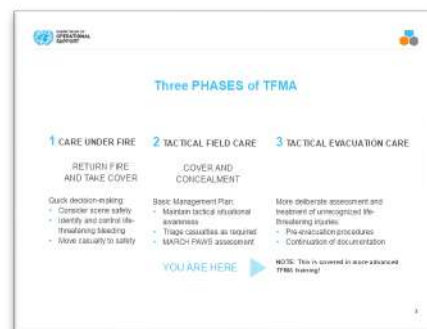 DEPARTMENT OF
OPERATIONAL
SUPPORT
Three PHASES of TFMA
1 CARE UNDER FIRE
RETURN FIRE
AND TAKE COVER
Quick decision-making:
• Consider scene safety
• Identify and control life-
threatening bleeding
• Move casualty to safety
2 TACTICAL FIELD CARE
COVER AND
CONCEALMENT
Basic Management Plan:
• Maintain tactical situational
awareness
• Triage casualties as required
• MARCH PAWS assessment
YOU ARE HERE
3 TACTICAL EVACUATION CARE
More deliberate assessment and
treatment of unrecognized life-
threatening injuries:
• Pre-evacuation procedures
• Continuation of documentation
NOTE: This is covered in more advanced
TFMA training!